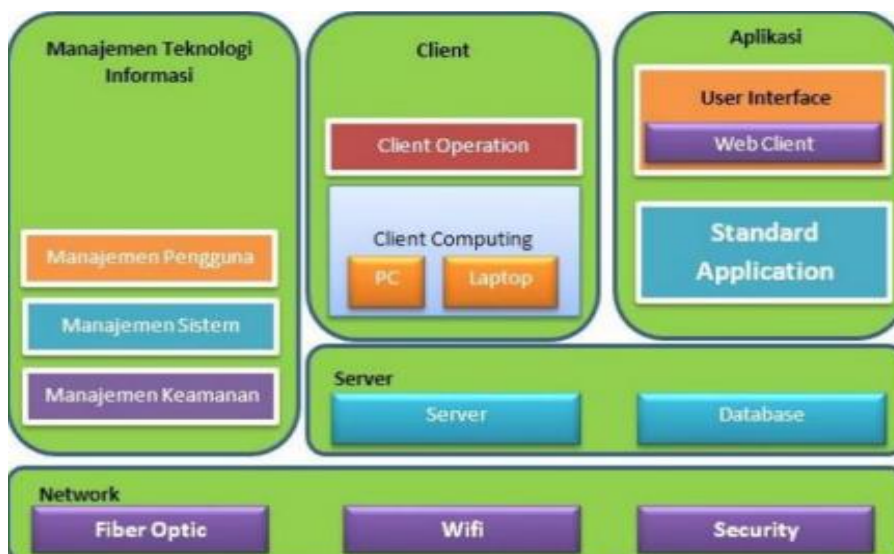 Manajemen Teknologi
Informasi
Manajemen Pengguna
Manajemen Sistem
Manajemen Keamanan
Client
Client Operation
Client Computing
PC
Laptop
Aplikasi
User Interface
Web Client
Standard
Application
Server
Server
Database
Network
Fiber Optic
Wifi
Security